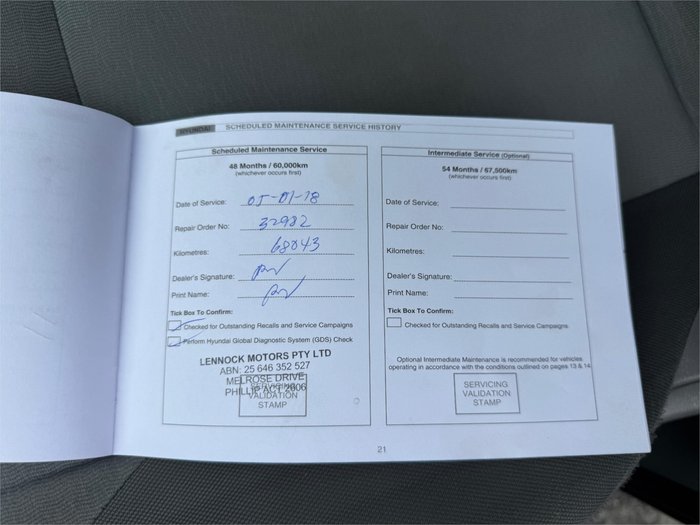 HYUNDAI SCHEDULED MAINTENANCE SERVICE HISTORY
Scheduled Maintenance Service
48 Months / 60,000km
(whichever occurs first)
Date of Service: 05-01-18
Repair Order No: 32982
Kilometres: 68043
Dealer's Signature:
Print Name:
Tick Box To Confirm:
Checked for Outstanding Recalls and Service Campaigns
Perform Hyundai Global Diagnostic System (GDS) Check
LENNOCK MOTORS PTY LTD
ABN: 25 646 352 527
MELROSE DRIVE
PHILLIP ACT 2606
SERVICING
VALIDATION
STAMP
Intermediate Service (Optional)
54 Months / 67,500km
(whichever occurs first)
Date of Service:
Repair Order No:
Kilometres:
Dealer's Signature:
Print Name:
Tick Box To Confirm:
Checked for Outstanding Recalls and Service Campaigns
Optional Intermediate Maintenance is recommended for vehicles
operating in accordance with the conditions outlined on pages 13 & 14
SERVICING
VALIDATION
STAMP
21